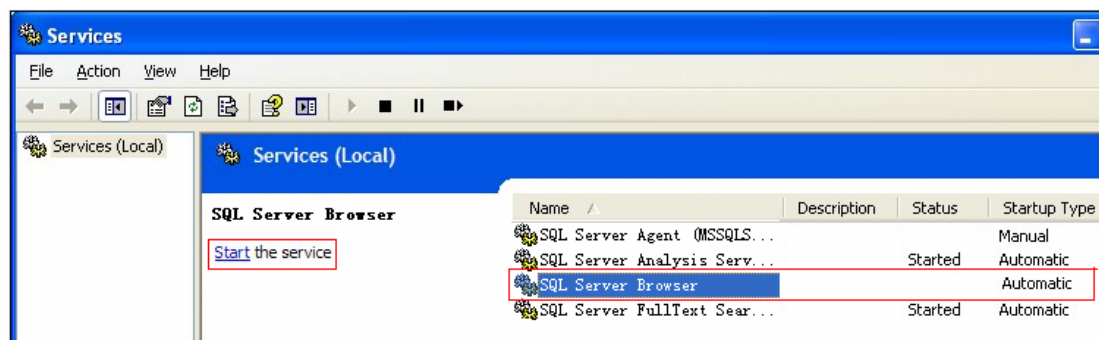 Services
File Action View Help
Services (Local)
Services (Local)
SQL Server Browser
Start the service
Name Description Status Startup Type
SQL Server Agent (MSSQLS... Manual
SQL Server Analysis Serv... Started Automatic
SQL Server Browser Automatic
SQL Server FullText Sear... Started Automatic